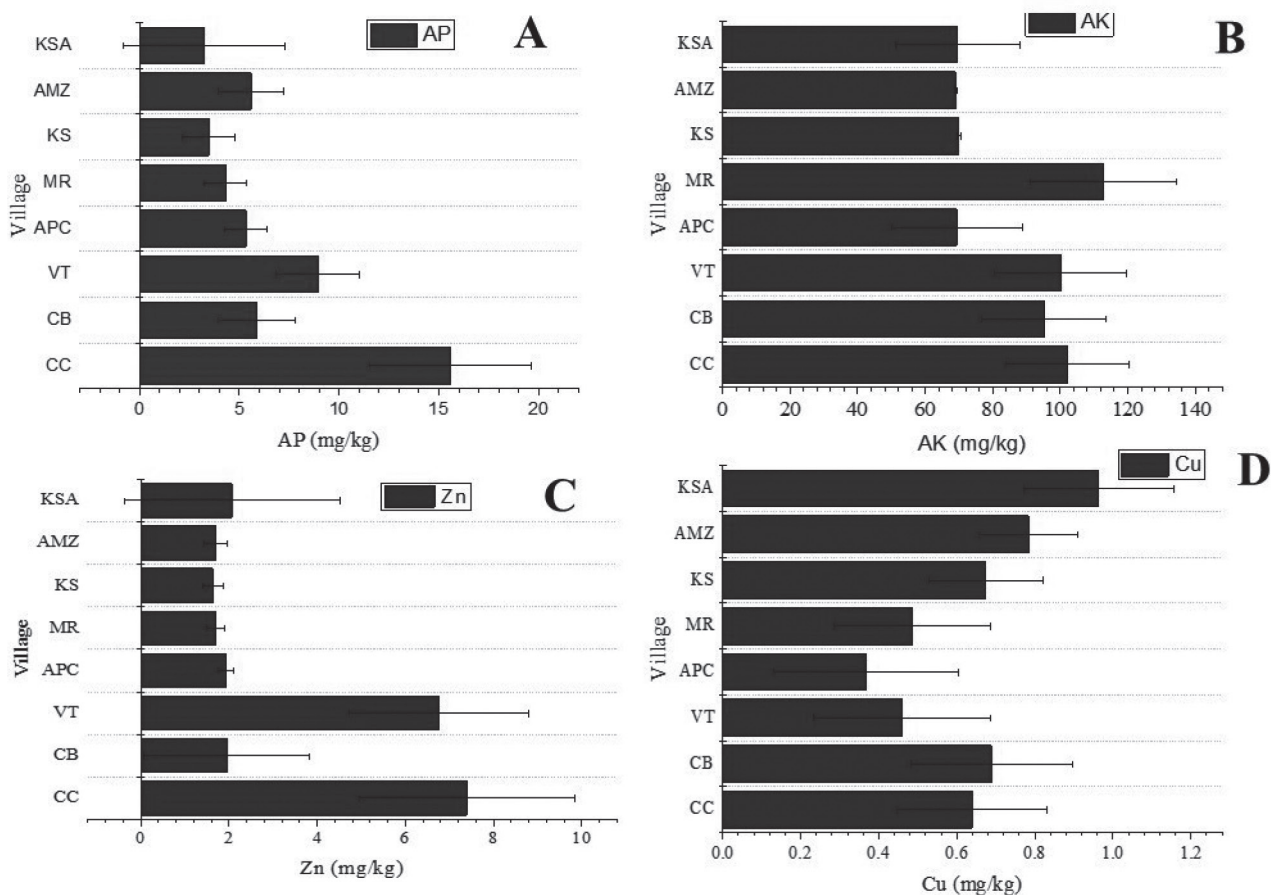 A
AP
KSA
AMZ
KS
MR
APC
VT
CB
CC
Village
0 5 10 15 20
AP (mg/kg)
B
AK
KSA
AMZ
KS
MR
APC
VT
CB
CC
Village
0 20 40 60 80 100 120 140
AK (mg/kg)
C
Zn
KSA
AMZ
KS
MR
APC
VT
CB
CC
Village
0 2 4 6 8 10
Zn (mg/kg)
D
Cu
KSA
AMZ
KS
MR
APC
VT
CB
CC
Village
0.0 0.2 0.4 0.6 0.8 1.0 1.2
Cu (mg/kg)